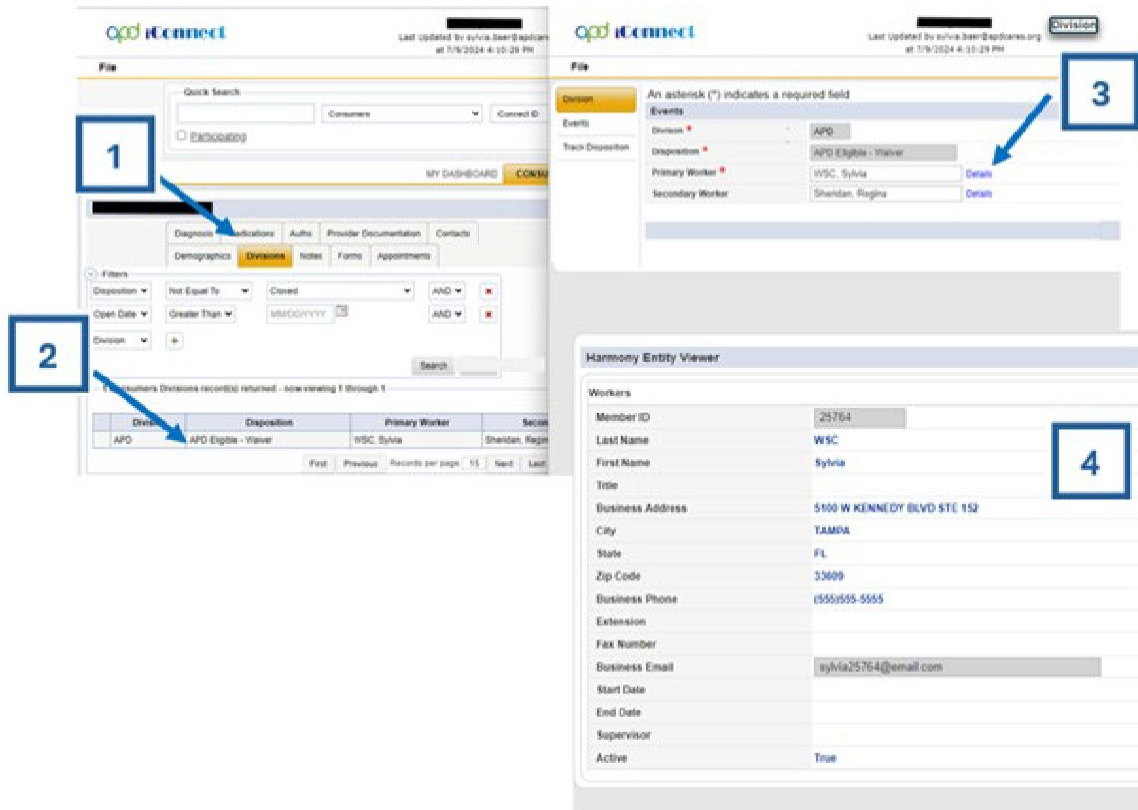 apd iConnect
Last Updated by sylvia.baer@apdcares
at 7/9/2024 4:10:29 PM
File
Quick Search
Consumers
Connect ID
Participating
1
MY DASHBOARD CONSU
Diagnosis Medications Auths Provider Documentation Contacts
Demographics Divisions Notes Forms Appointments
Filters
Disposition Not Equal To Closed AND
Open Date Greater Than MM/DD/YYYY AND
Division +
2
Search
1 Consumers Divisions record(s) returned - now viewing 1 through 1
Divisi Disposition Primary Worker Secon
APD APD Eligible - Waiver WSC, Sylvia Sheridan, Regin
First Previous Records per page 15 Next Last
apd iConnect
Last Updated by sylvia.baer@apdcares.org
at 7/9/2024 4:10:29 PM
Division
File
3
Division
Events
Track Disposition
An asterisk (*) indicates a required field
Events
Division * APD
Disposition * APD Eligible - Waiver
Primary Worker * WSC, Sylvia Details
Secondary Worker Sheridan, Regina Details
Harmony Entity Viewer
Workers
Member ID 25764
Last Name WSC
First Name Sylvia
4
Title
Business Address 5100 W KENNEDY BLVD STE 152
City TAMPA
State FL
Zip Code 33609
Business Phone (555)555-5555
Extension
Fax Number
Business Email sylvia25764@email.com
Start Date
End Date
Supervisor
Active True